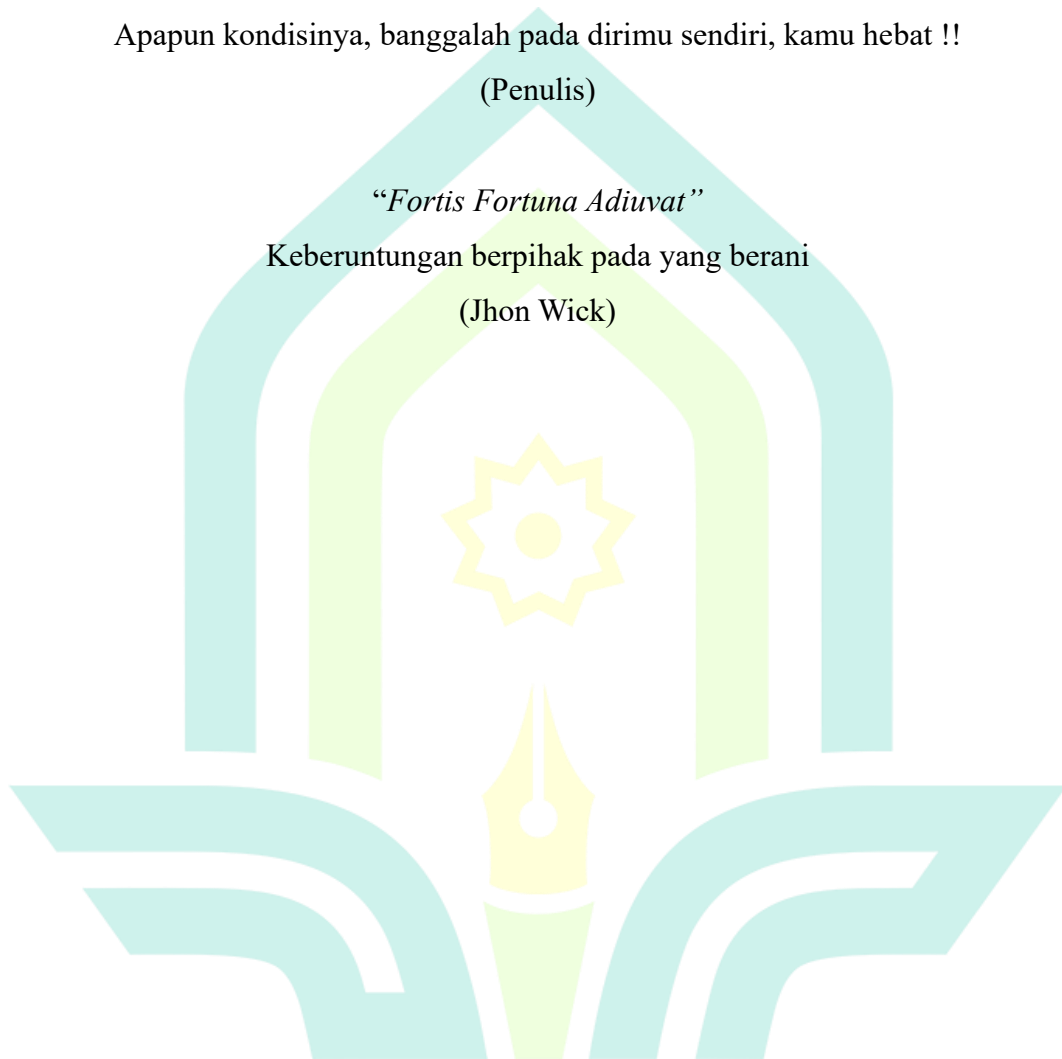 Apapun kondisinya, banggalah pada dirimu sendiri, kamu hebat !!
(Penulis)
“Fortis Fortuna Adiuvat”
Keberuntungan berpihak pada yang berani
(Jhon Wick)